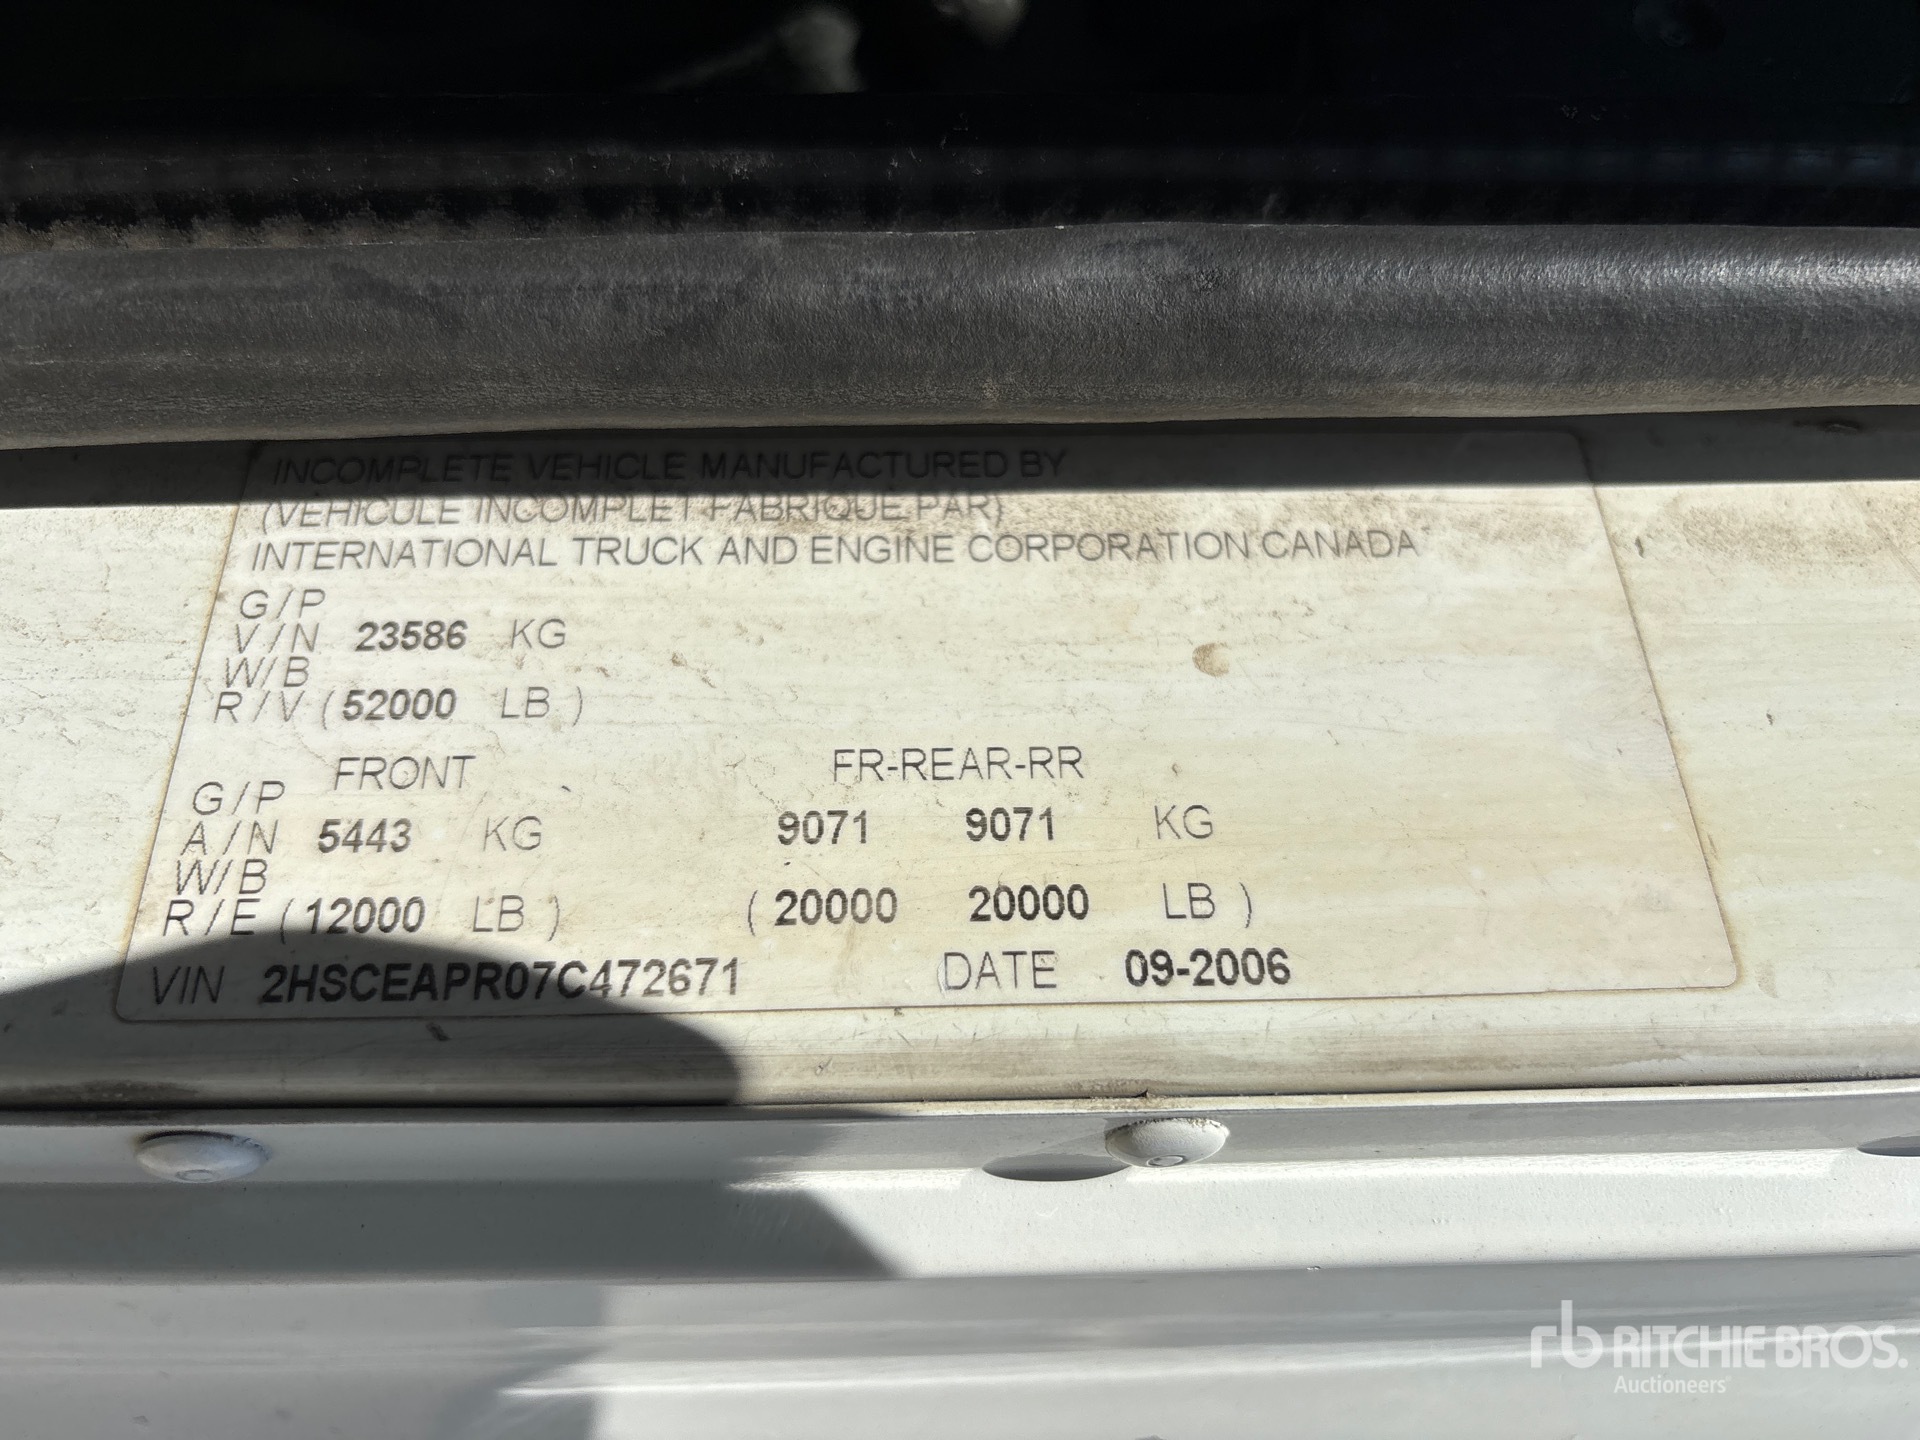 INCOMPLETE VEHICLE MANUFACTURED BY
(VEHICULE INCOMPLET FABRIQUE PAR)
INTERNATIONAL TRUCK AND ENGINE CORPORATION CANADA
G/P
V/N 23586 KG
W/B
R/V (52000 LB)
FRONT FR-REAR-RR
G/P
A/N 5443 KG 9071 9071 KG
W/B
R/E (12000 LB) (20000 20000 LB)
VIN 2HSCEAPR07C472671 DATE 09-2006
rb RITCHIE BROS.
Auctioneers